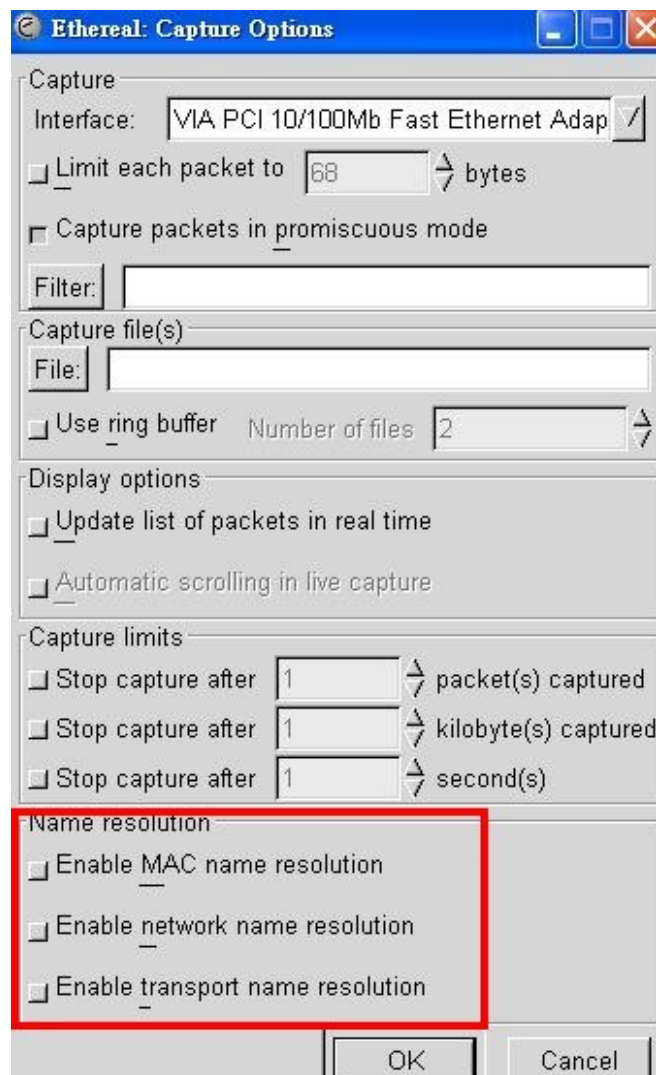 Ethereal: Capture Options
Capture
Interface: VIA PCI 10/100Mb Fast Ethernet Adap
Limit each packet to 68 bytes
Capture packets in promiscuous mode
Filter:
Capture file(s)
File:
Use ring buffer Number of files 2
Display options
Update list of packets in real time
Automatic scrolling in live capture
Capture limits
Stop capture after 1 packet(s) captured
Stop capture after 1 kilobyte(s) captured
Stop capture after 1 second(s)
Name resolution
Enable MAC name resolution
Enable network name resolution
Enable transport name resolution
OK Cancel